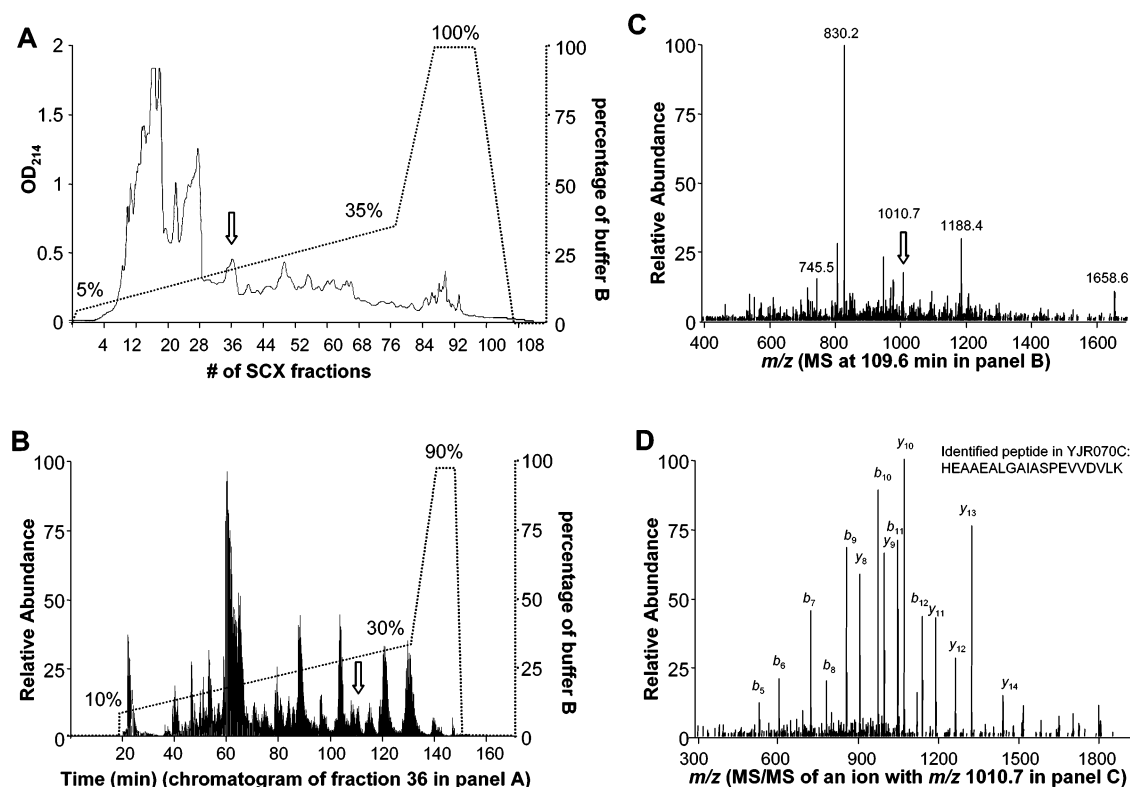 A
OD214
2
1.5
1
0.5
0
5%
35%
100%
100
75
50
25
0
percentage of buffer B
4 12 20 28 36 44 52 60 68 76 84 92 100 108
# of SCX fractions
B
Relative Abundance
100
75
50
25
0
10%
30%
90%
100
75
50
25
0
percentage of buffer B
20 40 60 80 100 120 140 160
Time (min) (chromatogram of fraction 36 in panel A)
C
Relative Abundance
100
75
50
25
0
830.2
745.5
1010.7
1188.4
1658.6
400 600 800 1000 1200 1400 1600
m/z (MS at 109.6 min in panel B)
D
Relative Abundance
100
75
50
25
0
Identified peptide in YJR070C:
HEAAEALGAIASPEVVDVLK
b5
b6
b7
b8
b9
y8
b10
y9
b11
y10
b12
y11
y12
y13
y14
300 600 900 1200 1500 1800
m/z (MS/MS of an ion with m/z 1010.7 in panel C)